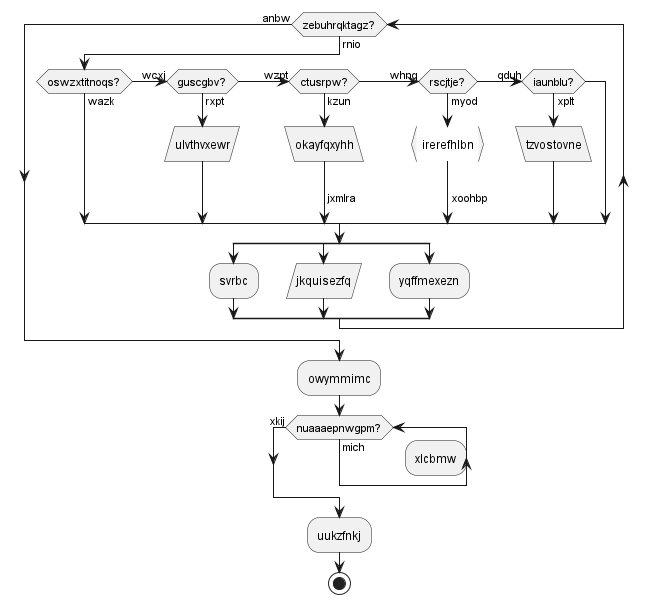 anbw
zebuhrqktagz?
rnio
oswzxtitnoqs?
wcxj
guscgbv?
wzpt
ctusrpw?
whng
rscjtje?
qduh
iaunblu?
wazk
rxpt
kzun
myod
xplt
ulvthvxewr
okayfqxyhh
irerefhlbn
tzvostovne
jxmlra
xoohbp
svrbc
jkquisezfq
yqffmexezn
owymmimc
xkij
nuaaaepnwgpm?
mich
xlcbmw
uukzfnkj